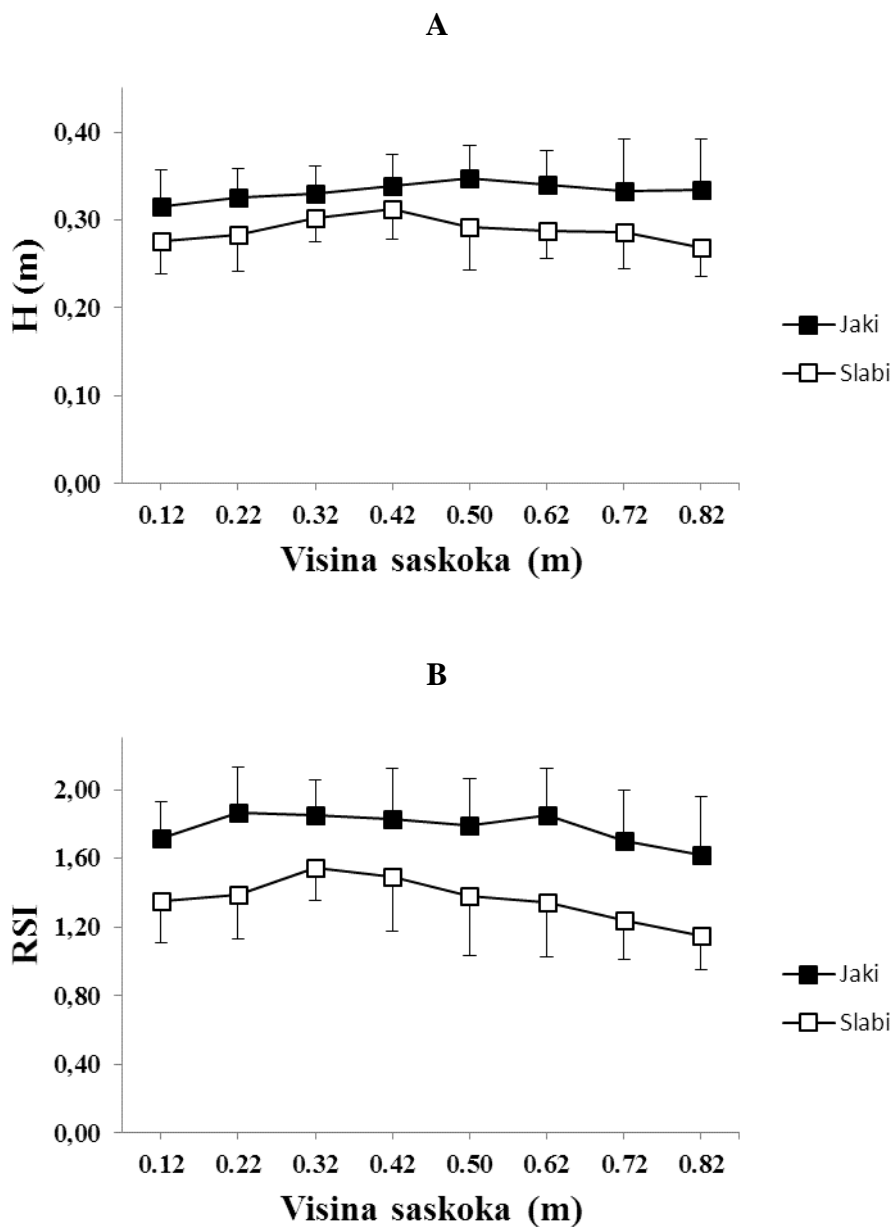 A
0,40
0,30
0,20
0,10
0,00
H (m)
0.12 0.22 0.32 0.42 0.50 0.62 0.72 0.82
Visina saskoka (m)
Jaki
Slabi
B
2,00
1,60
1,20
0,80
0,40
0,00
RSI
0.12 0.22 0.32 0.42 0.50 0.62 0.72 0.82
Visina saskoka (m)
Jaki
Slabi